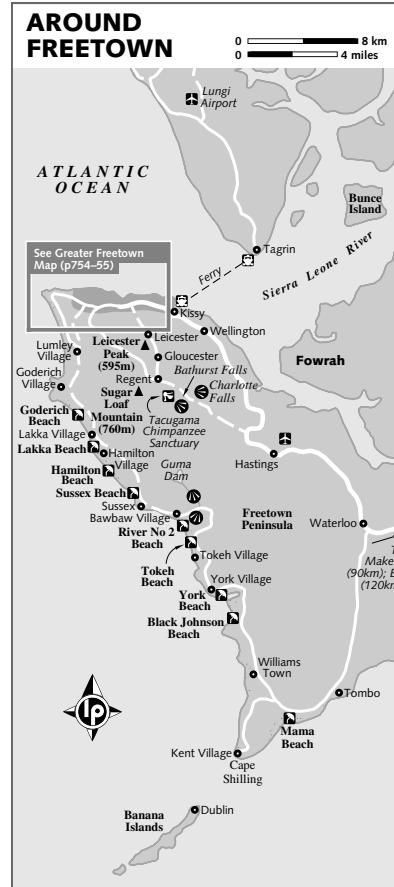 AROUND
FREETOWN
0 8 km
0 4 miles
Lungi
Airport
ATLANTIC
OCEAN
Bunce
Island
Tagrin
Sierra Leone River
Ferry
See Greater Freetown
Map (p754–55)
Kissy
Wellington
Lumley
Village
Leicester
Peak
(595m)
Leicester
Gloucester
Fowrah
Bathurst Falls
Goderich
Village
Regent
Charlotte
Falls
Sugar
Loaf
Mountain
(760m)
Goderich
Beach
Tacugama
Chimpanzee
Sanctuary
Lakka Village
Lakka Beach
Hastings
Hamilton
Village
Hamilton
Beach
Guma
Dam
Sussex Beach
Sussex
Bawbaw Village
Freetown
Peninsula
Waterloo
River No 2
Beach
Tokeh Village
Tokeh
Beach
T
Make
(90km); B
(120km
York Village
York
Beach
Black Johnson
Beach
Williams
Town
Tombo
lp
Mama
Beach
Kent Village
Cape
Shilling
Banana
Islands
Dublin